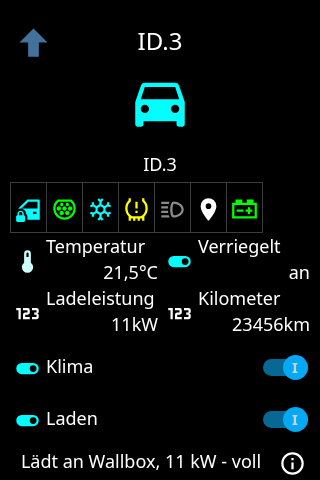 ID.3
ID.3
Temperatur
21,5°C
Verriegelt
an
123 Ladeleistung
11kW
123 Kilometer
23456km
Klima I
Laden I
Lädt an Wallbox, 11 kW - voll